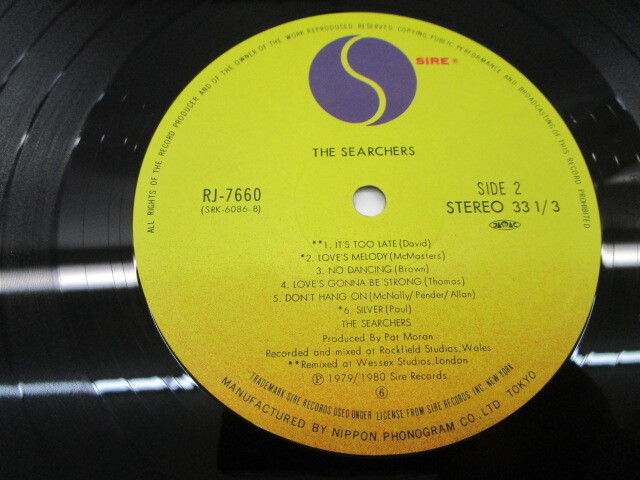 ALL RIGHTS OF THE RECORD PRODUCER AND OF THE OWNER OF THE WORK REPRODUCED RESERVED. COPYING, PUBLIC PERFORMANCE AND BROADCASTING OF THIS RECORD PROHIBITED
S
SIRE®
THE SEARCHERS
RJ-7660
(SRK-6086-B)
SIDE 2
STEREO 33 1/3
JASRAC
**1. IT'S TOO LATE (David)
*2. LOVE'S MELODY (McMasters)
3. NO DANCING (Brown)
4. LOVE'S GONNA BE STRONG (Thomas)
5. DON'T HANG ON (McNally/Pender/Allan)
*6. SILVER (Paul)
THE SEARCHERS
Produced By Pat Moran
Recorded and mixed at Rockfield Studios, Wales
**Remixed at Wessex Studios, London
Ⓟ 1979/1980 Sire Records
⑥
TRADEMARK SIRE RECORDS USED UNDER LICENSE FROM SIRE RECORDS, INC. NEW YORK
MANUFACTURED BY NIPPON PHONOGRAM CO., LTD. TOKYO